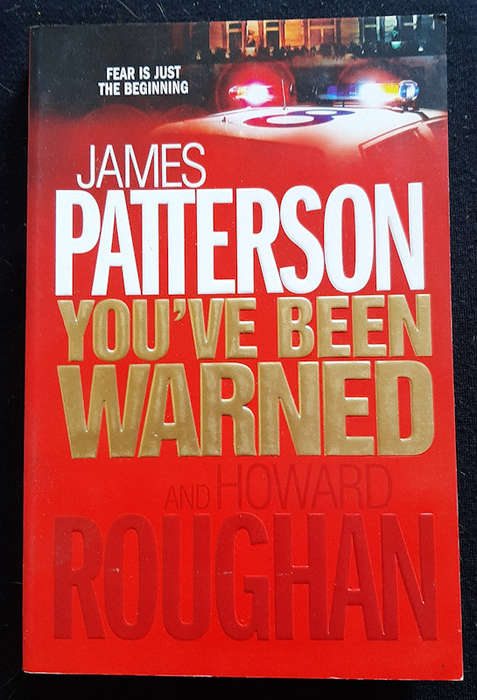 FEAR IS JUST
THE BEGINNING
JAMES
PATTERSON
YOU'VE BEEN
WARNED
AND HOWARD
ROUGHAN